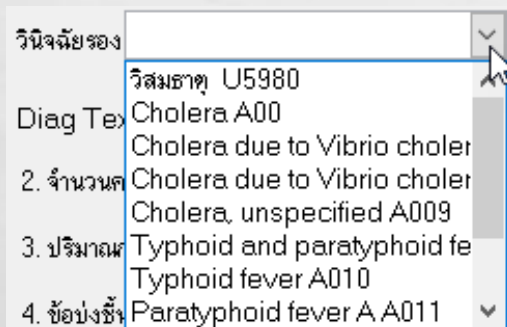 วินิจฉัยรอง
วิสมธาตุ U5980
Cholera A00
Diag Tex
Cholera due to Vibrio choler
2. จำนวนค
Cholera due to Vibrio choler
Cholera, unspecified A009
3. ปริมาณ
Typhoid and paratyphoid fe
Typhoid fever A010
4. ข้อบ่งชี้
Paratyphoid fever A A011